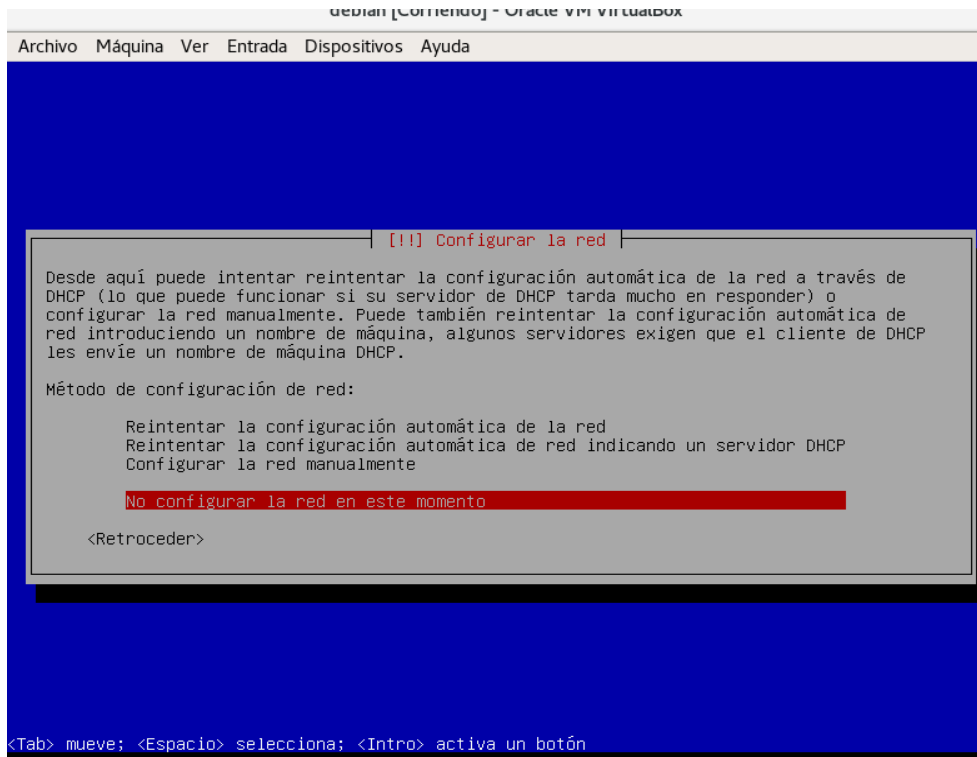 debian [Corriendo] - Oracle VM VirtualBox
Archivo Máquina Ver Entrada Dispositivos Ayuda
[!!] Configurar la red
Desde aquí puede intentar reintentar la configuración automática de la red a través de
DHCP (lo que puede funcionar si su servidor de DHCP tarda mucho en responder) o
configurar la red manualmente. Puede también reintentar la configuración automática de
red introduciendo un nombre de máquina, algunos servidores exigen que el cliente de DHCP
les envíe un nombre de máquina DHCP.
Método de configuración de red:
Reintentar la configuración automática de la red
Reintentar la configuración automática de red indicando un servidor DHCP
Configurar la red manualmente
No configurar la red en este momento
<Retroceder>
<Tab> mueve; <Espacio> selecciona; <Intro> activa un botón